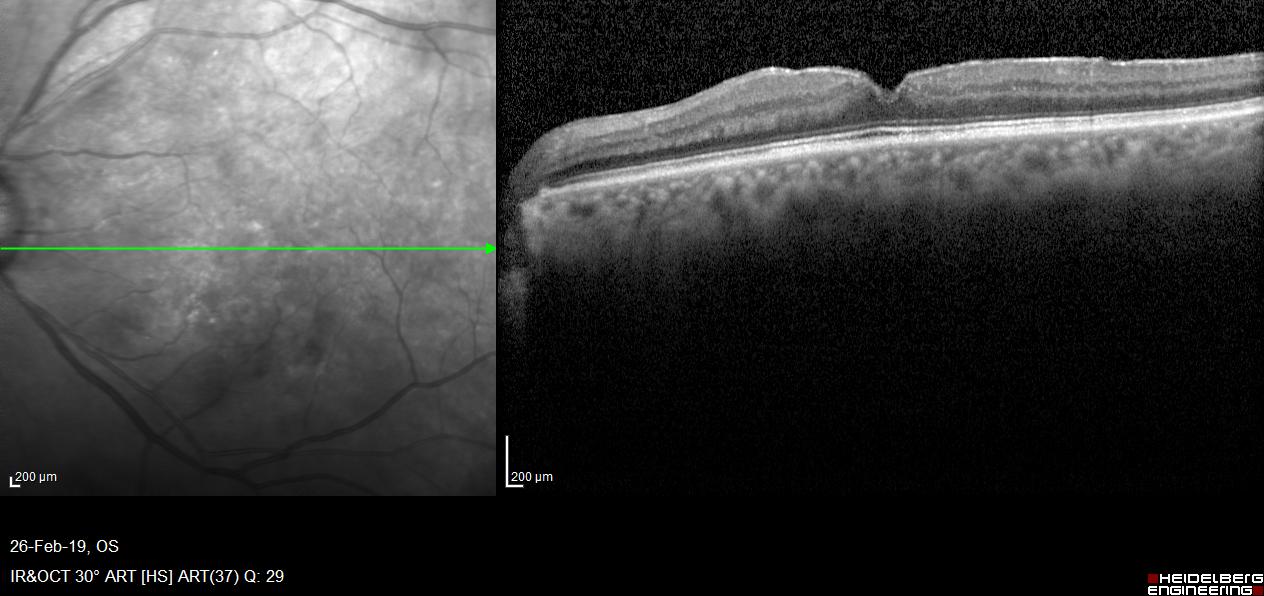 200 µm
200 µm
26-Feb-19, OS
IR&OCT 30° ART [HS] ART(37) Q: 29
HEIDELBERG
ENGINEERING